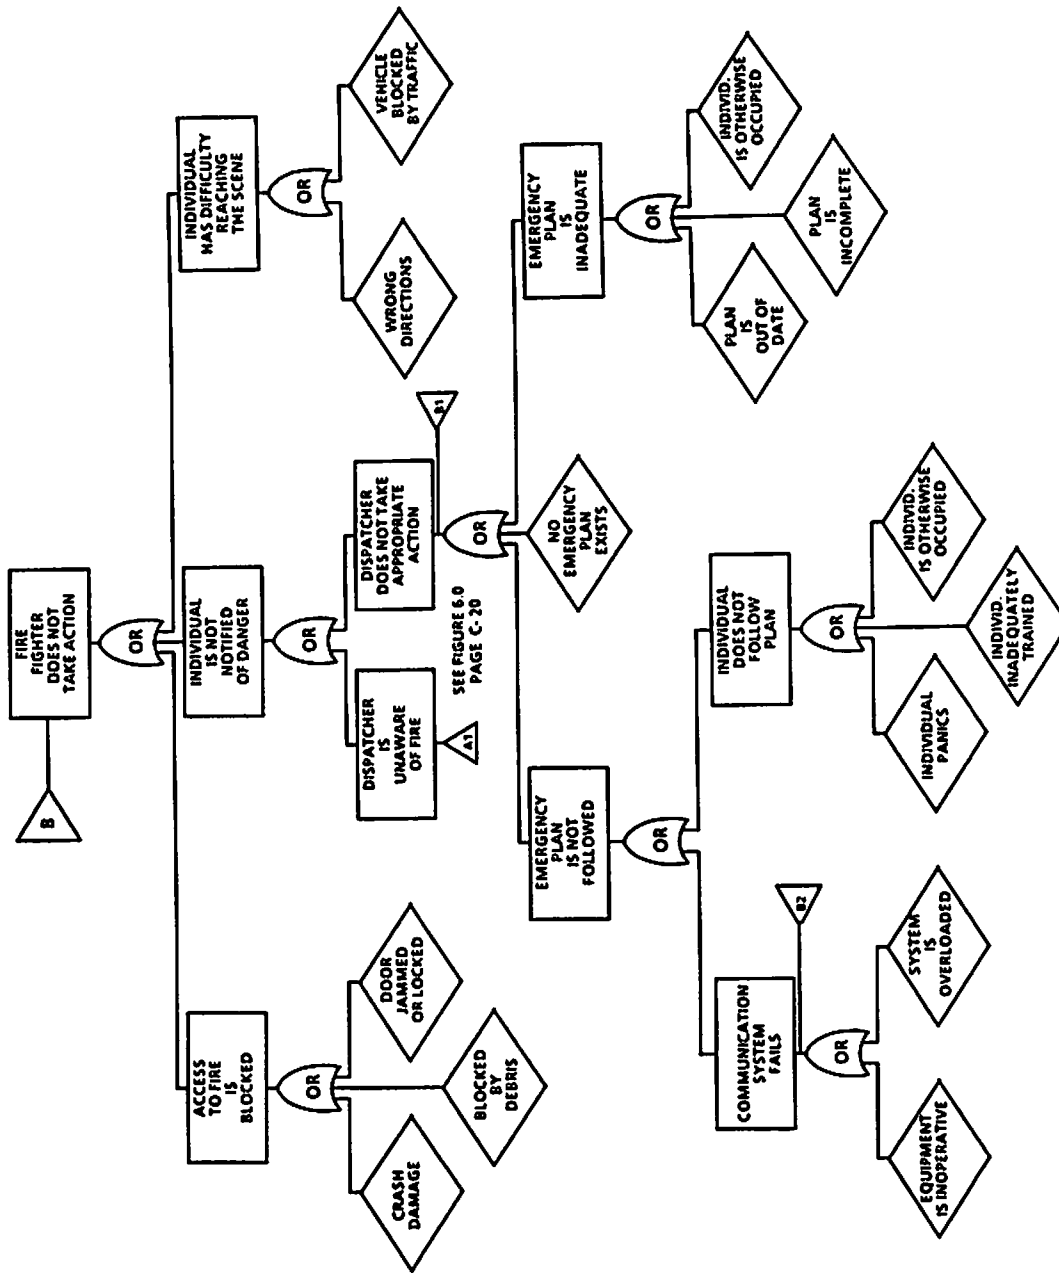 B
FIRE
FIGHTER
DOES NOT
TAKE ACTION
OR
ACCESS
TO FIRE
IS
BLOCKED
OR
CRASH
DAMAGE
BLOCKED
BY
DEBRIS
DOOR
JAMMED
OR LOCKED
INDIVIDUAL
IS NOT
NOTIFIED
OF DANGER
OR
INDIVIDUAL
HAS DIFFICULTY
REACHING
THE SCENE
OR
WRONG
DIRECTIONS
VEHICLE
BLOCKED
BY TRAFFIC
DISPATCHER
IS
UNAWARE
OF FIRE
A1
SEE FIGURE 6.0
PAGE C- 20
DISPATCHER
DOES NOT TAKE
APPROPRIATE
ACTION
B1
OR
EMERGENCY
PLAN
IS NOT
FOLLOWED
OR
NO
EMERGENCY
PLAN
EXISTS
EMERGENCY
PLAN
IS
INADEQUATE
OR
PLAN
IS
OUT OF
DATE
PLAN
IS
INCOMPLETE
INDIVID.
IS OTHERWISE
OCCUPIED
COMMUNICATION
SYSTEM
FAILS
B2
OR
EQUIPMENT
IS INOPERATIVE
SYSTEM
IS
OVERLOADED
INDIVIDUAL
DOES NOT
FOLLOW
PLAN
OR
INDIVIDUAL
PANICS
INDIVID.
INADEQUATELY
TRAINED
INDIVID.
IS OTHERWISE
OCCUPIED